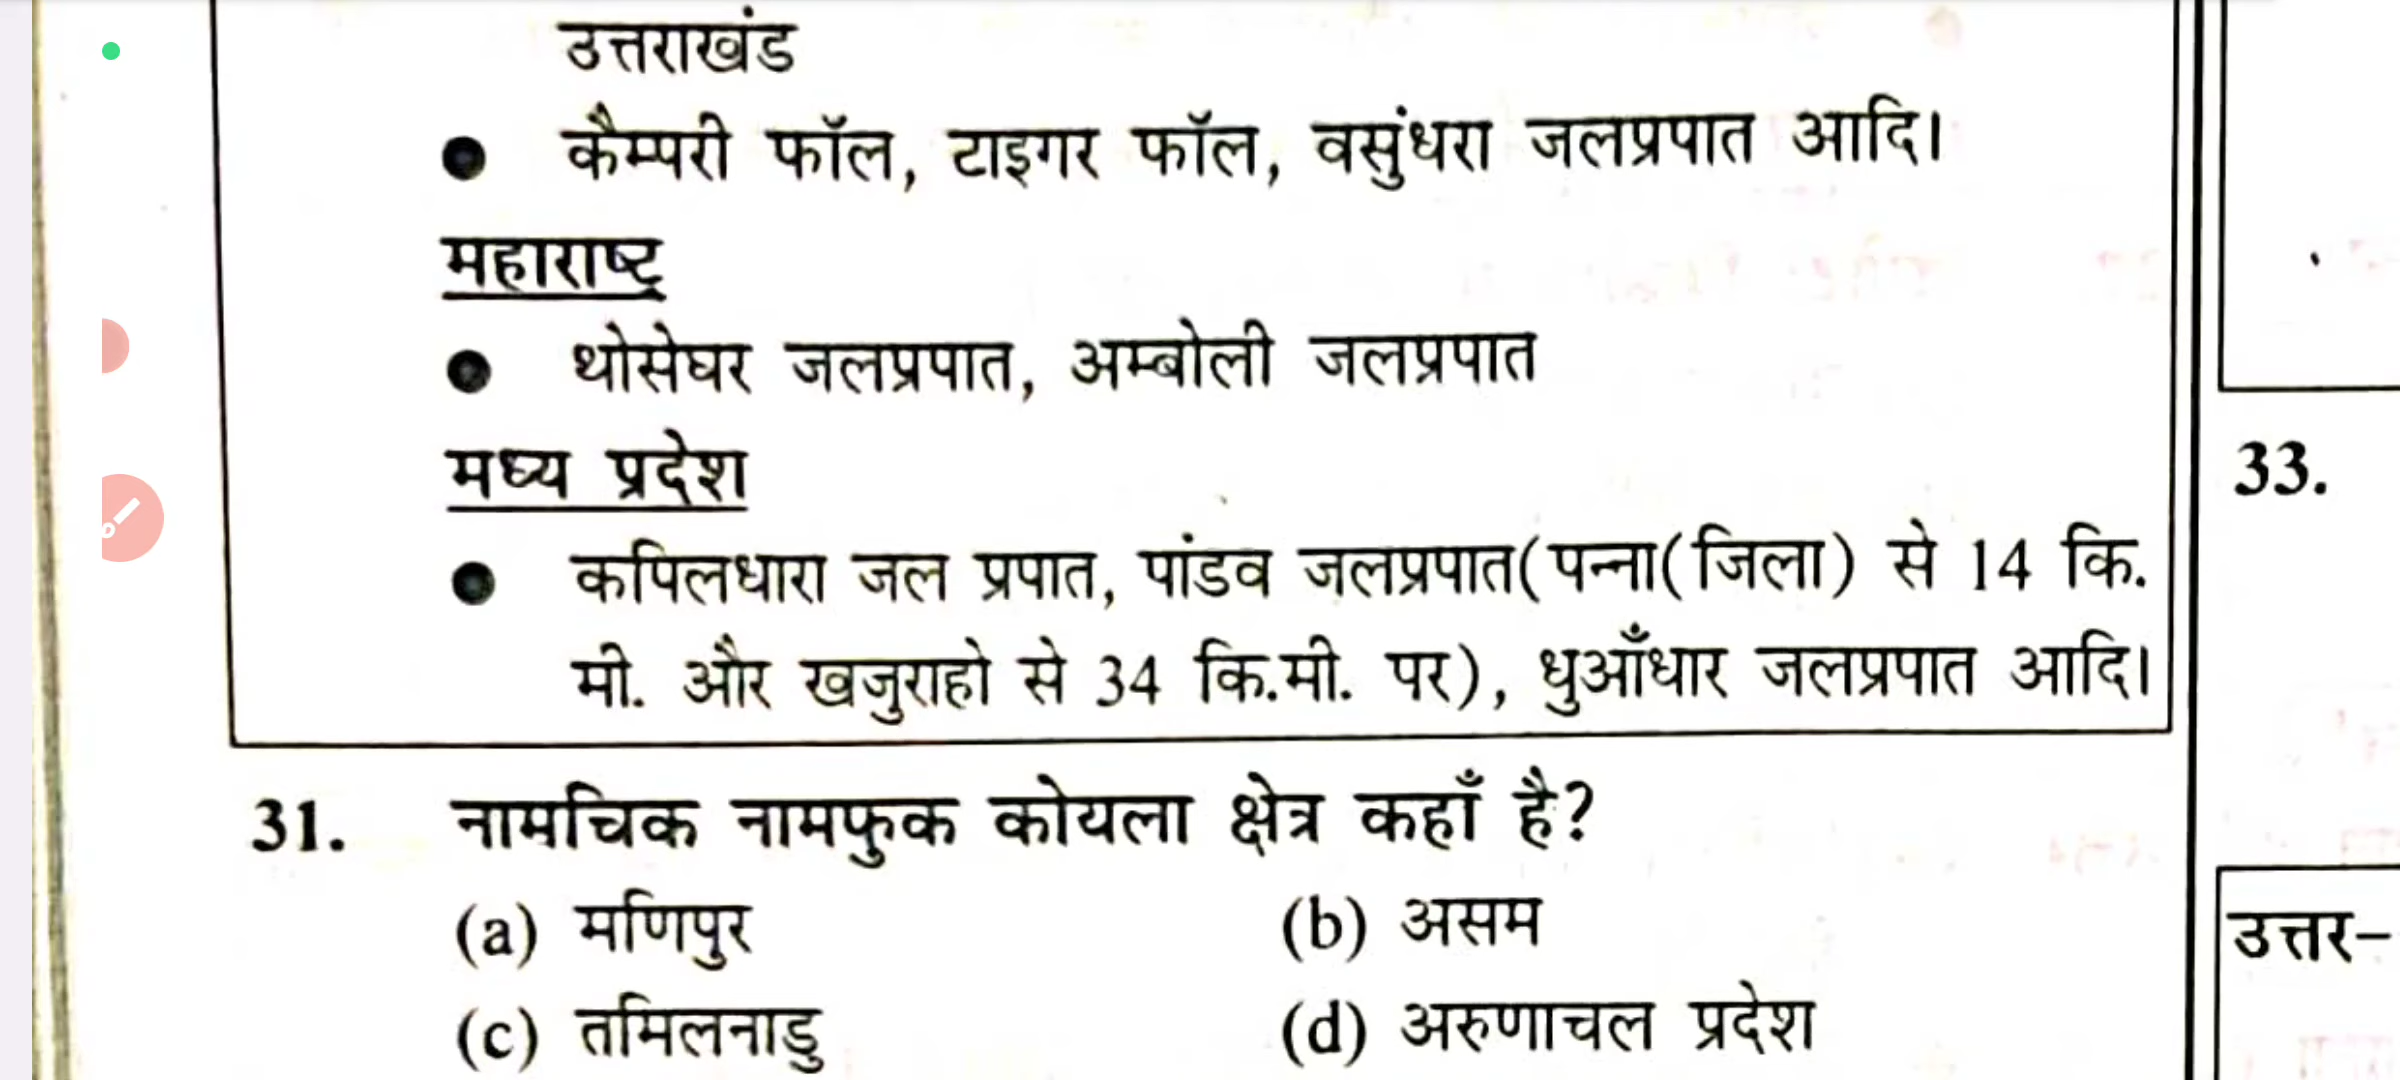 उत्तराखंड
● कैम्परी फॉल, टाइगर फॉल, वसुंधरा जलप्रपात आदि।
महाराष्ट्र
● थोसेघर जलप्रपात, अम्बोली जलप्रपात
मध्य प्रदेश
● कपिलधारा जल प्रपात, पांडव जलप्रपात(पन्ना(जिला) से 14 कि.
मी. और खजुराहो से 34 कि.मी. पर), धुआँधार जलप्रपात आदि।
31. नामचिक नामफुक कोयला क्षेत्र कहाँ है?
(a) मणिपुर (b) असम
(c) तमिलनाडु (d) अरुणाचल प्रदेश
33.
उत्तर–